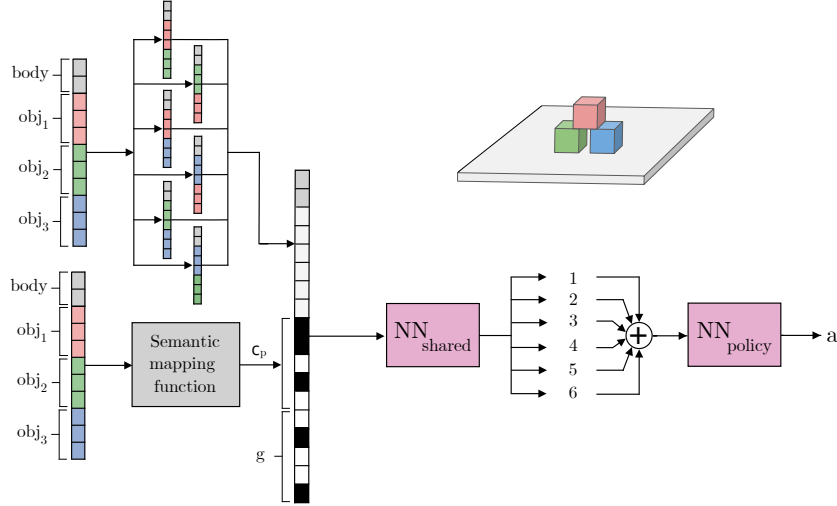 body
obj1
obj2
obj3
body
obj1
obj2
obj3
Semantic
mapping
function
cp
g
NNshared
1
2
3
4
5
6
+
NNpolicy
a